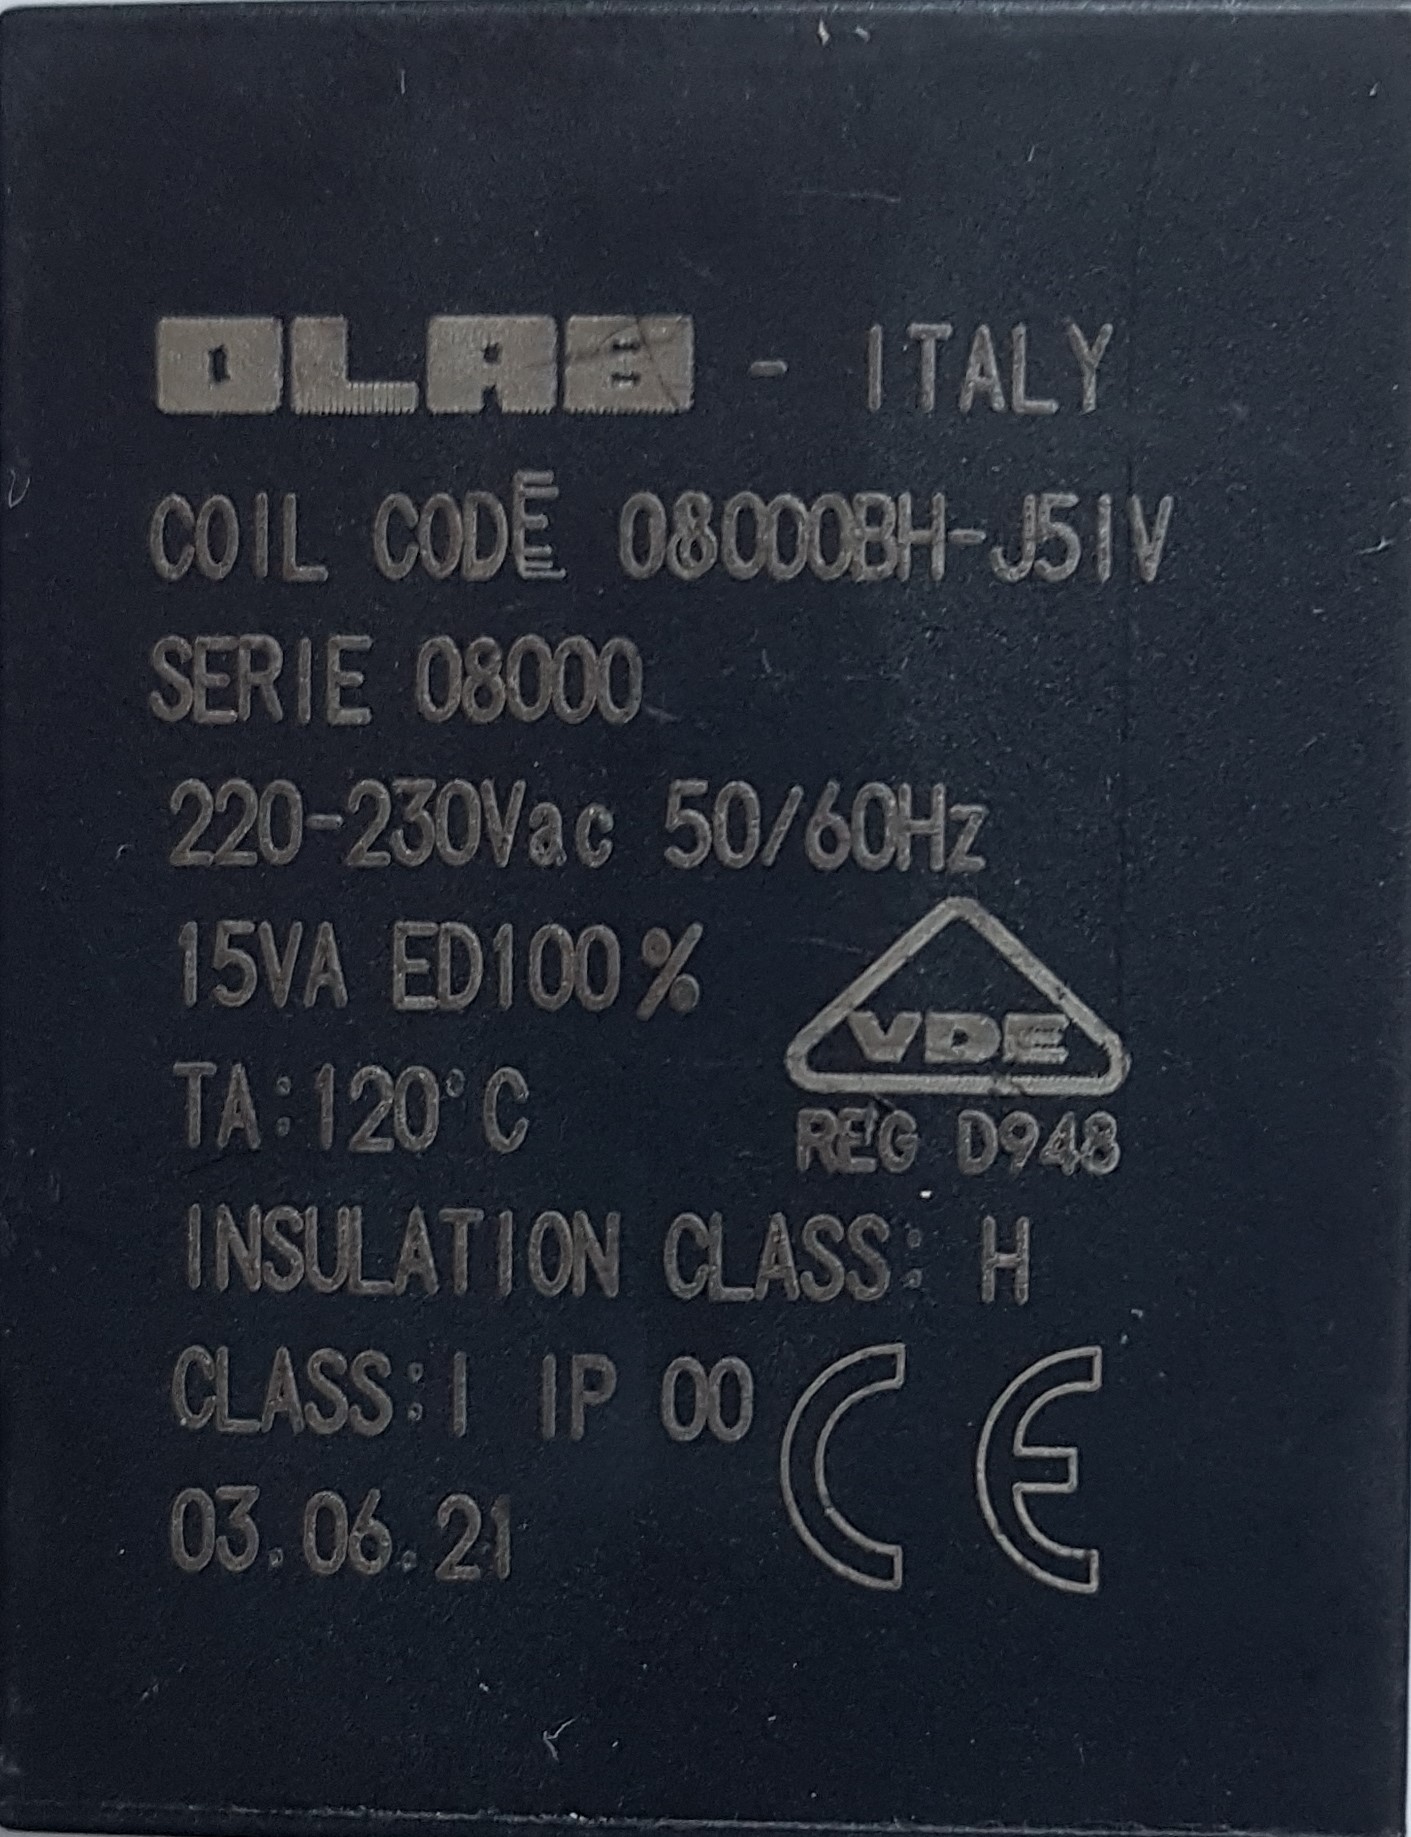 OLAB - ITALY
COIL CODE 08000BH-J5IV
SERIE 08000
220-230Vac 50/60Hz
15VA ED100%
TA:120°C
VDE
REG D948
INSULATION CLASS: H
CLASS:I IP 00 CE
03.06.21